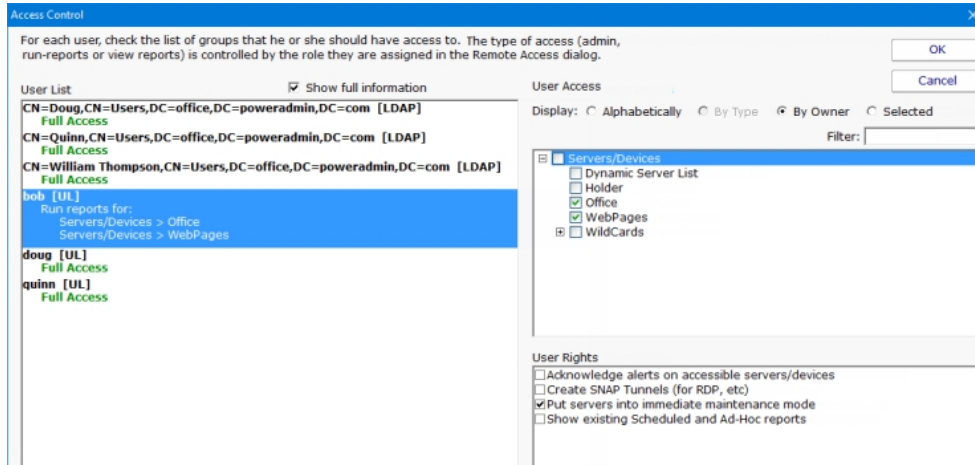 Access Control
For each user, check the list of groups that he or she should have access to. The type of access (admin,
run-reports or view reports) is controlled by the role they are assigned in the Remote Access dialog.
OK
Cancel
User List
Show full information
CN=Doug,CN=Users,DC=office,DC=poweradmin,DC=com [LDAP]
Full Access
CN=Quinn,CN=Users,DC=office,DC=poweradmin,DC=com [LDAP]
Full Access
CN=William Thompson,CN=Users,DC=office,DC=poweradmin,DC=com [LDAP]
Full Access
bob [UL]
Run reports for:
Servers/Devices > Office
Servers/Devices > WebPages
doug [UL]
Full Access
quinn [UL]
Full Access
User Access
Display: Alphabetically By Type By Owner Selected
Filter:
Servers/Devices
Dynamic Server List
Holder
Office
WebPages
WildCards
User Rights
Acknowledge alerts on accessible servers/devices
Create SNAP Tunnels (for RDP, etc)
Put servers into immediate maintenance mode
Show existing Scheduled and Ad-Hoc reports